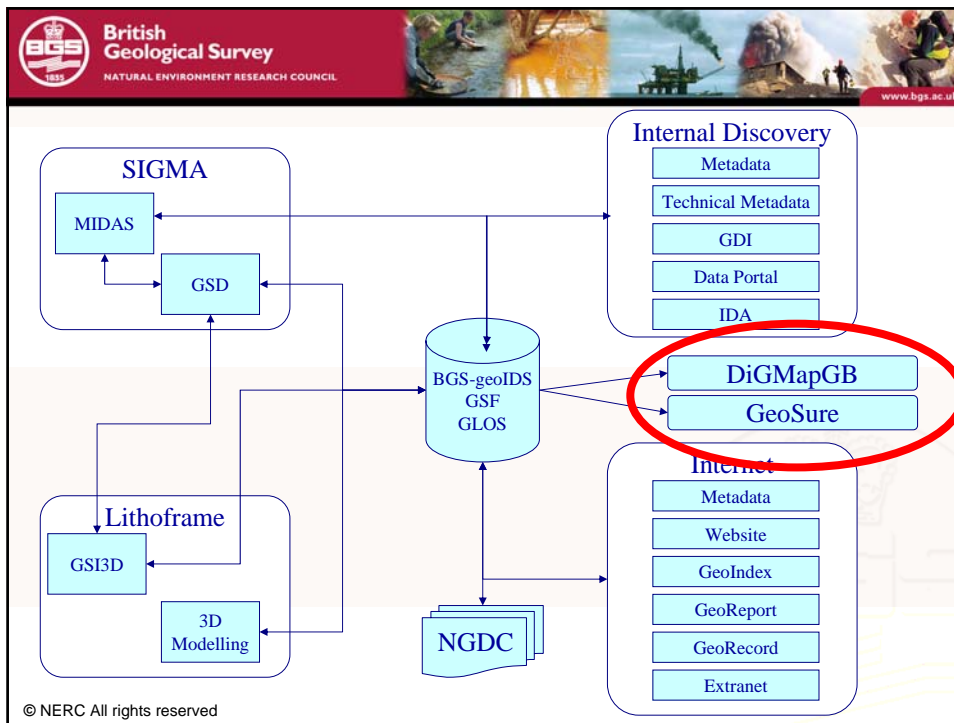 BGS
1835
British
Geological Survey
NATURAL ENVIRONMENT RESEARCH COUNCIL
www.bgs.ac.uk
SIGMA
MIDAS
GSD
Lithoframe
GSI3D
3D
Modelling
BGS-geoIDS
GSF
GLOS
NGDC
Internal Discovery
Metadata
Technical Metadata
GDI
Data Portal
IDA
DiGMapGB
GeoSure
Internet
Metadata
Website
GeoIndex
GeoReport
GeoRecord
Extranet
© NERC All rights reserved